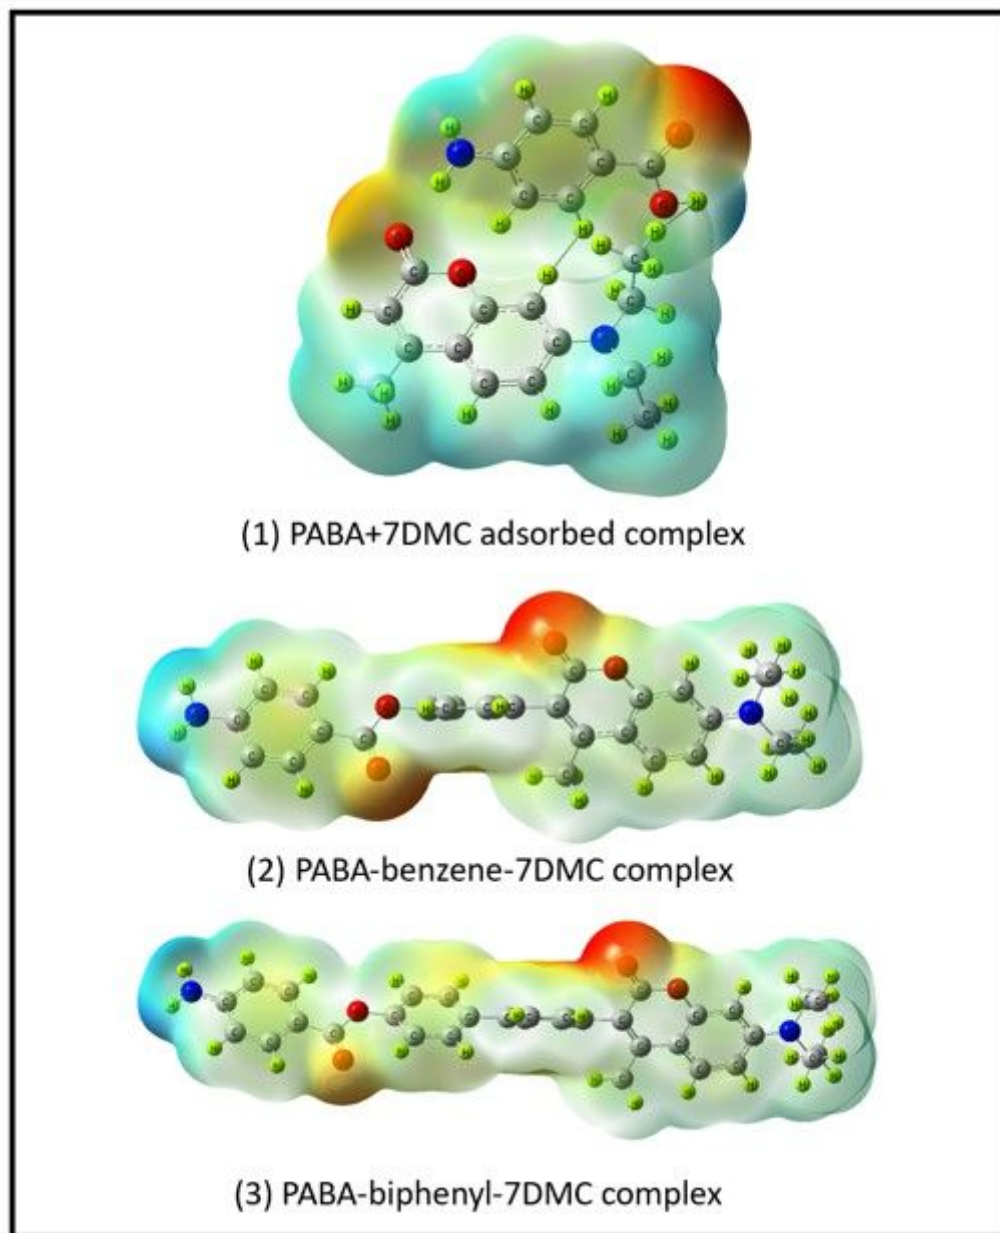 (1) PABA+7DMC adsorbed complex
(2) PABA-benzene-7DMC complex
(3) PABA-biphenyl-7DMC complex